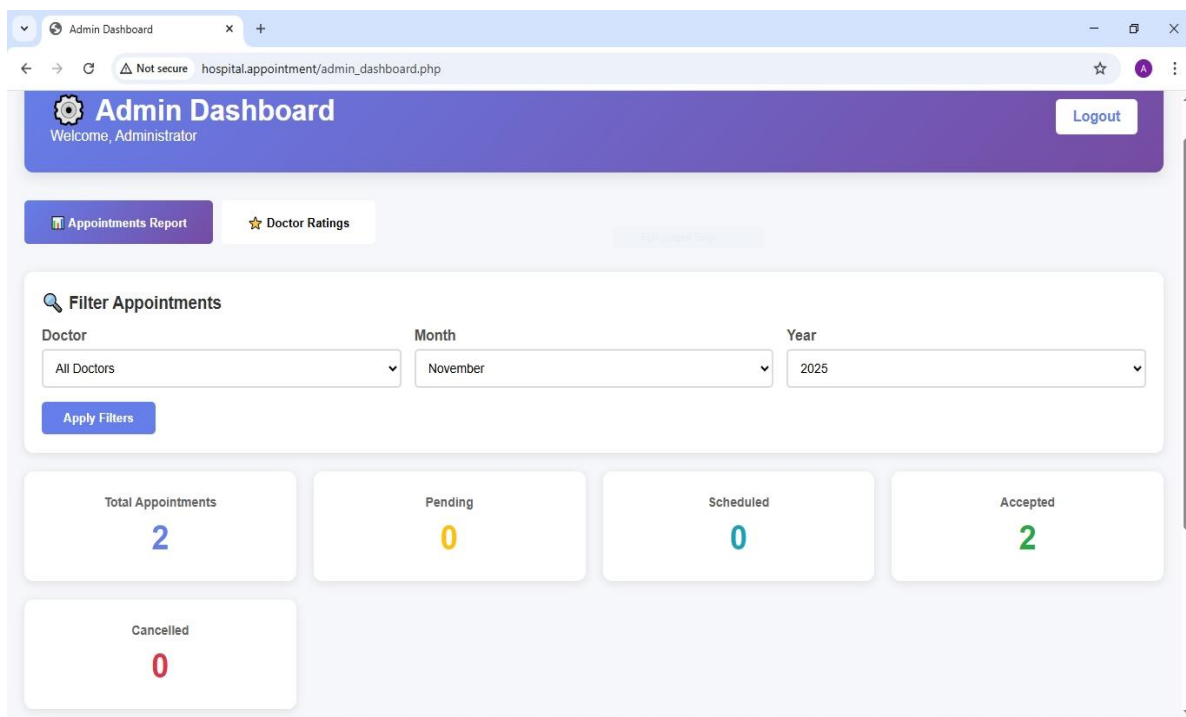 Admin Dashboard
Not secure hospital.appointment/admin_dashboard.php A
Admin Dashboard
Welcome, Administrator
Logout
Appointments Report Doctor Ratings
Filter Appointments
Doctor Month Year
All Doctors November 2025
Apply Filters
Total Appointments Pending Scheduled Accepted
2 0 0 2
Cancelled
0